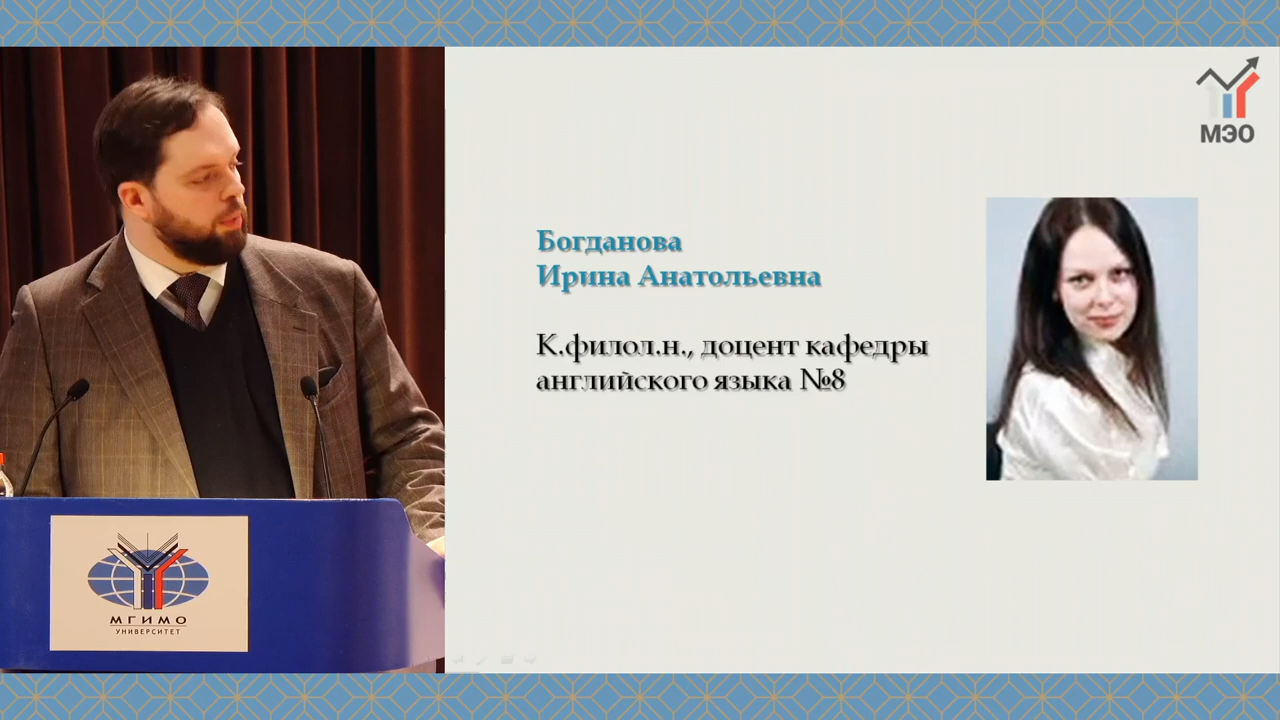 МЭО
Богданова
Ирина Анатольевна
К.филол.н., доцент кафедры
английского языка №8
МГИМО
УНИВЕРСИТЕТ